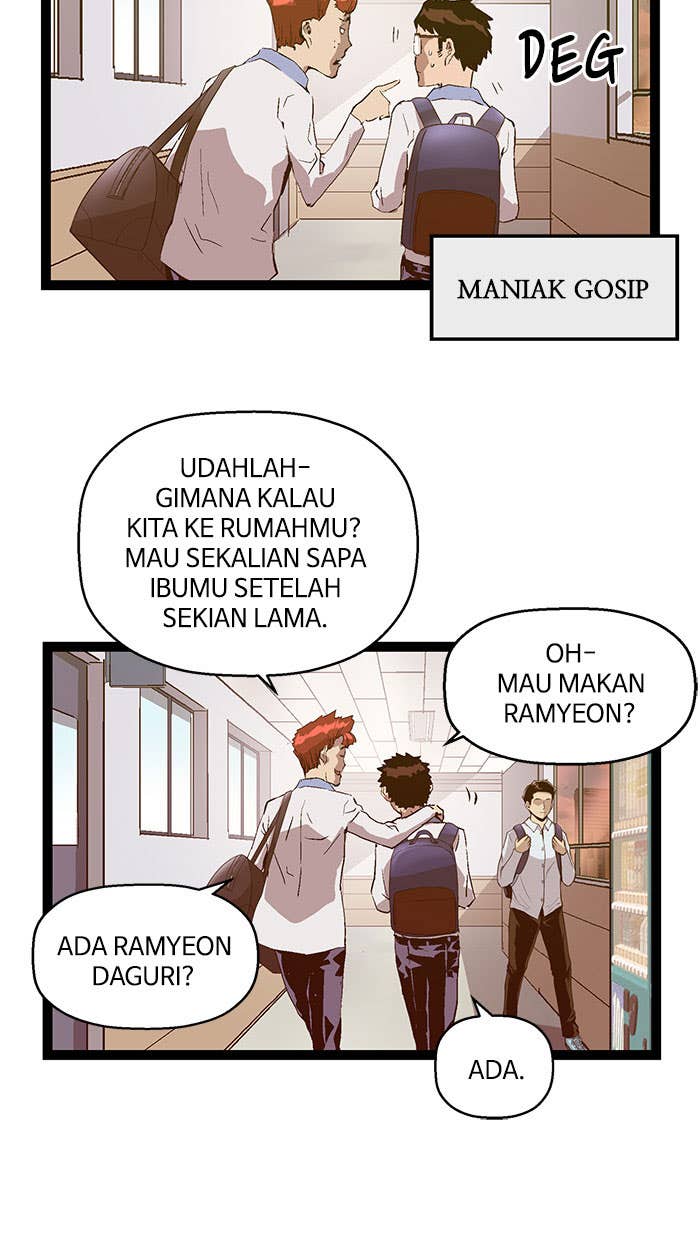 DEG
MANIAK GOSIP
UDAHLAH-
GIMANA KALAU
KITA KE RUMAHMU?
MAU SEKALIAN SAPA
IBUMU SETELAH
SEKIAN LAMA.
OH-
MAU MAKAN
RAMYEON?
ADA RAMYEON
DAGURI?
ADA.